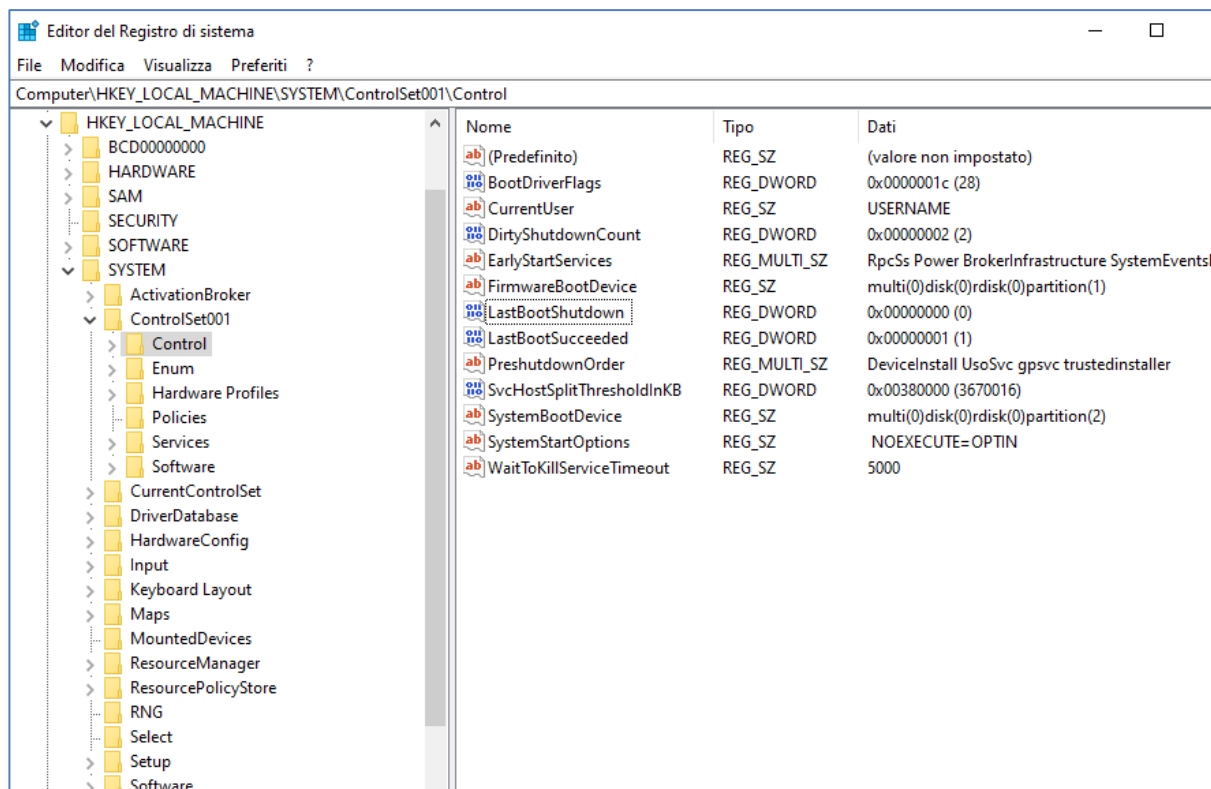 Editor del Registro di sistema
File Modifica Visualizza Preferiti ?
Computer\HKEY_LOCAL_MACHINE\SYSTEM\ControlSet001\Control
HKEY_LOCAL_MACHINE
BCD00000000
HARDWARE
SAM
SECURITY
SOFTWARE
SYSTEM
ActivationBroker
ControlSet001
Control
Enum
Hardware Profiles
Policies
Services
Software
CurrentControlSet
DriverDatabase
HardwareConfig
Input
Keyboard Layout
Maps
MountedDevices
ResourceManager
ResourcePolicyStore
RNG
Select
Setup
Software
Nome Tipo Dati
(Predefinito) REG_SZ (valore non impostato)
BootDriverFlags REG_DWORD 0x0000001c (28)
CurrentUser REG_SZ USERNAME
DirtyShutdownCount REG_DWORD 0x00000002 (2)
EarlyStartServices REG_MULTI_SZ RpcSs Power BrokerInfrastructure SystemEvents
FirmwareBootDevice REG_SZ multi(0)disk(0)rdisk(0)partition(1)
LastBootShutdown REG_DWORD 0x00000000 (0)
LastBootSucceeded REG_DWORD 0x00000001 (1)
PreshutdownOrder REG_MULTI_SZ DeviceInstall UsoSvc gpsvc trustedinstaller
SvcHostSplitThresholdInKB REG_DWORD 0x00380000 (3670016)
SystemBootDevice REG_SZ multi(0)disk(0)rdisk(0)partition(2)
SystemStartOptions REG_SZ NOEXECUTE=OPTIN
WaitToKillServiceTimeout REG_SZ 5000